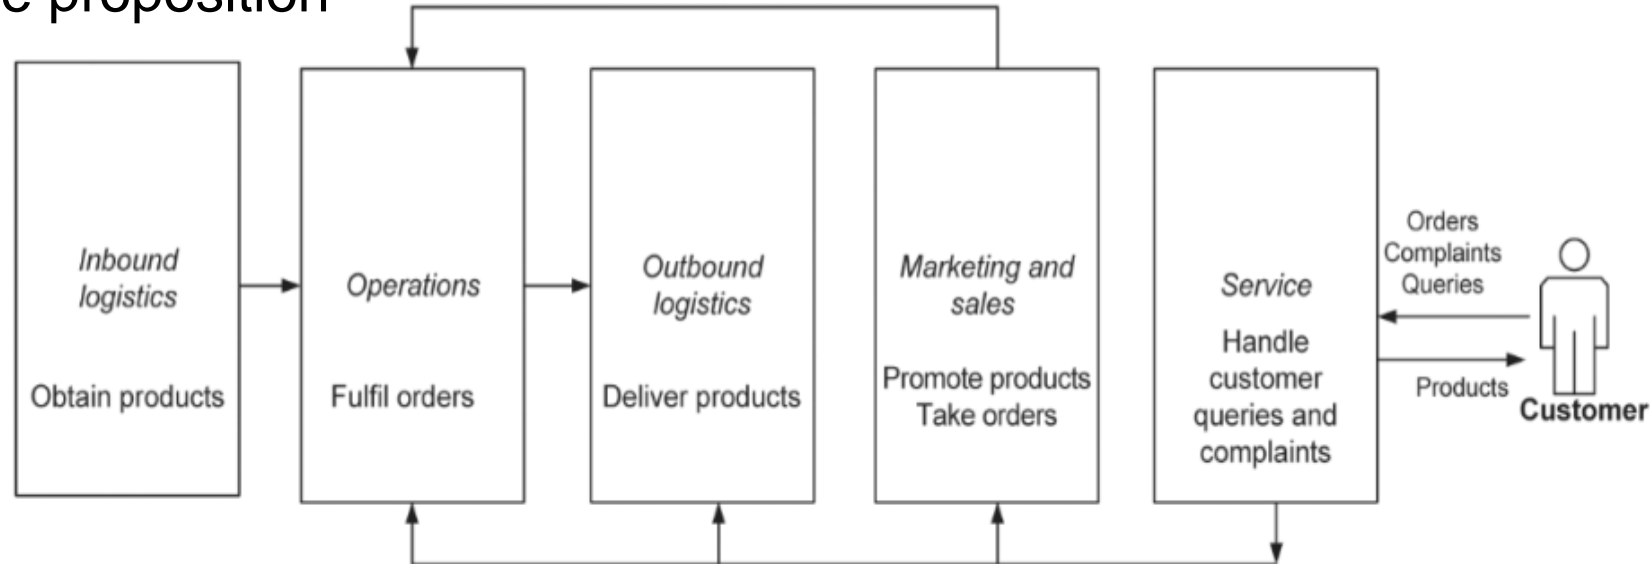 e proposition
Inbound
logistics
Obtain products
Operations
Fulfil orders
Outbound
logistics
Deliver products
Marketing and
sales
Promote products
Take orders
Service
Handle
customer
queries and
complaints
Orders
Complaints
Queries
Products
Customer